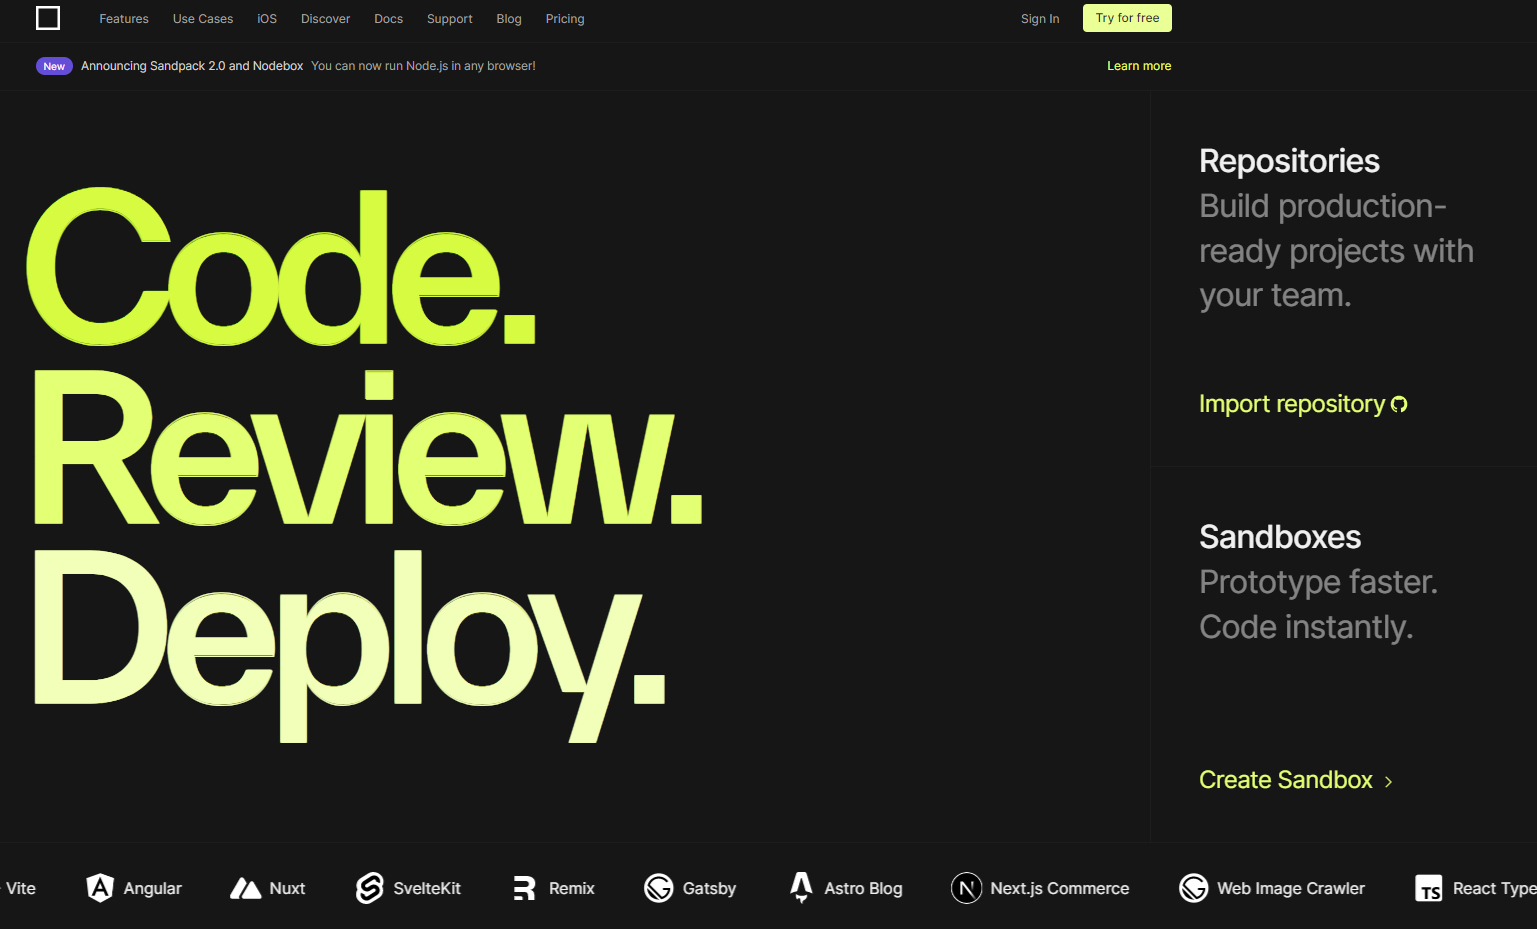 Features Use Cases iOS Discover Docs Support Blog Pricing Sign In Try for free
New Announcing Sandpack 2.0 and Nodebox You can now run Node.js in any browser! Learn more
Code.
Review.
Deploy.
Repositories
Build production-
ready projects with
your team.
Import repository
Sandboxes
Prototype faster.
Code instantly.
Create Sandbox
Vite Angular Nuxt SvelteKit Remix Gatsby Astro Blog Next.js Commerce Web Image Crawler TS React Type